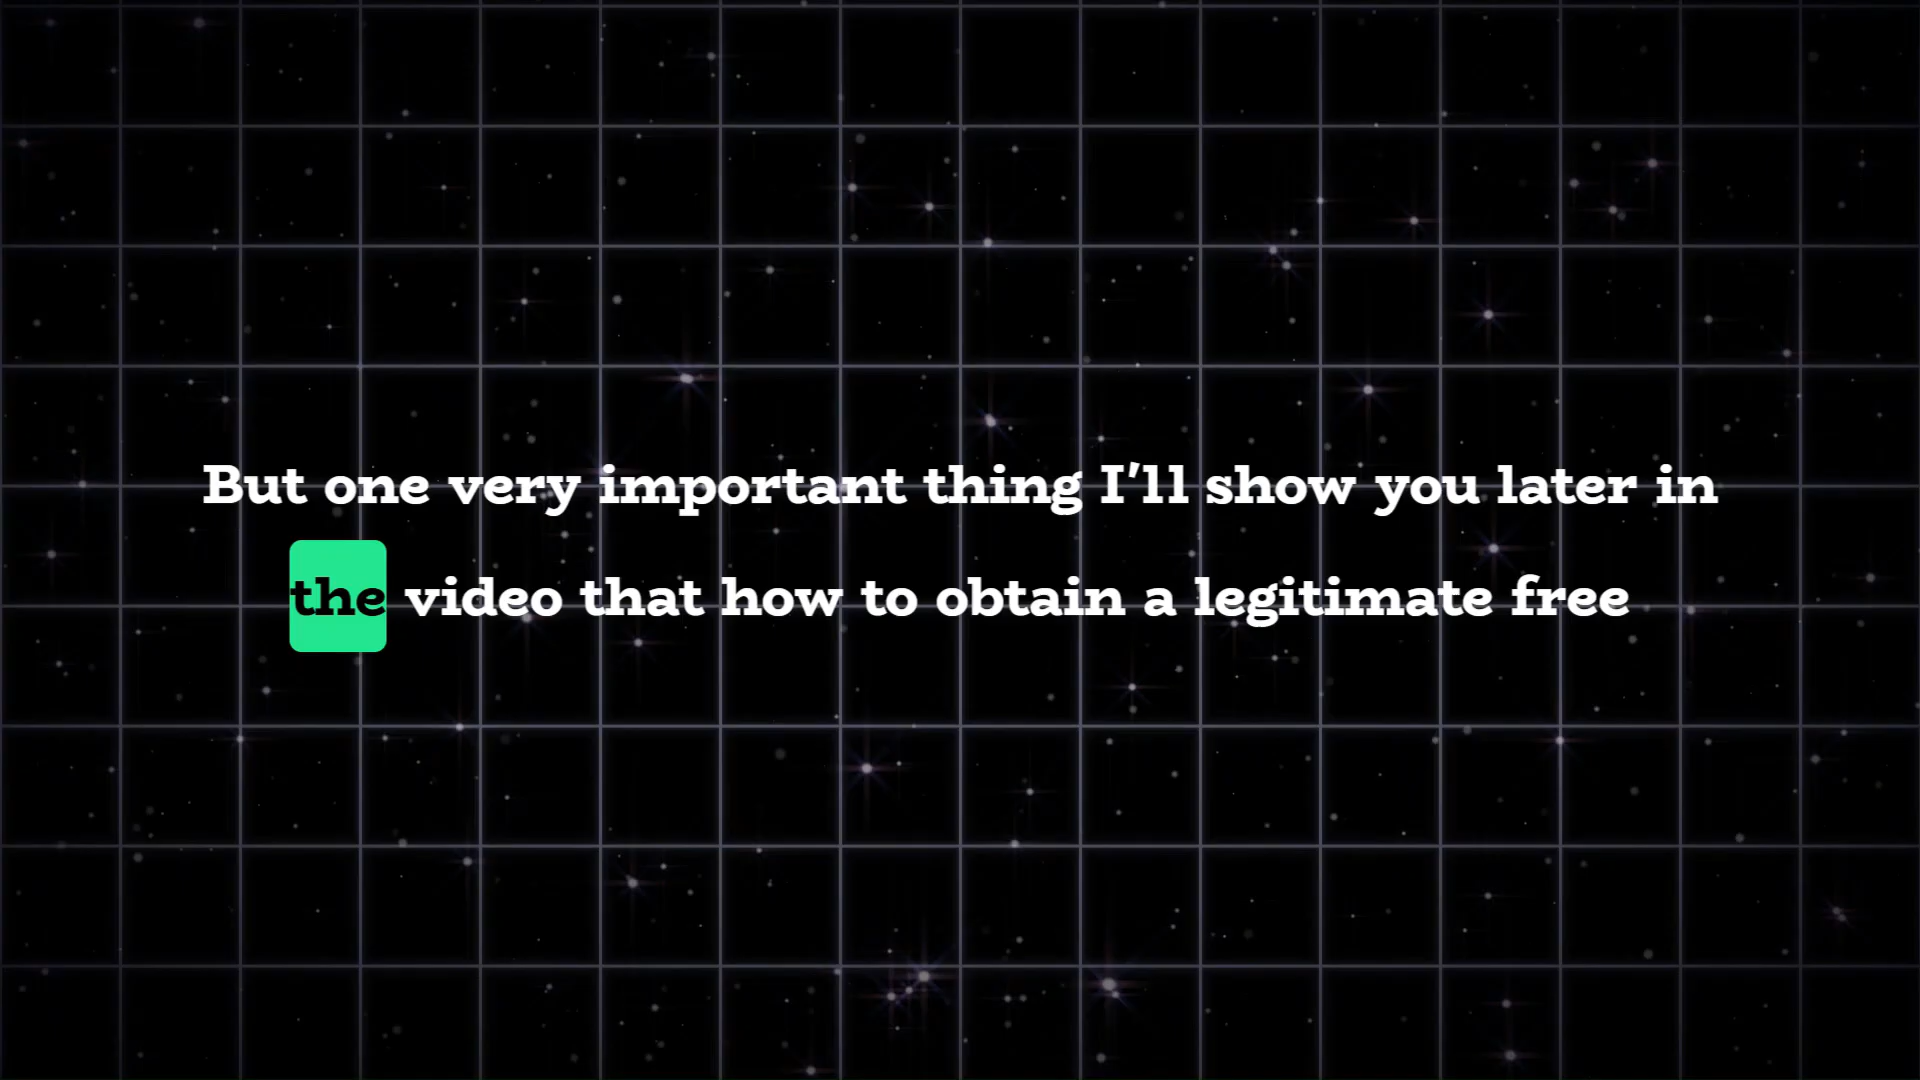 But one very important thing I'll show you later in
the video that how to obtain a legitimate free